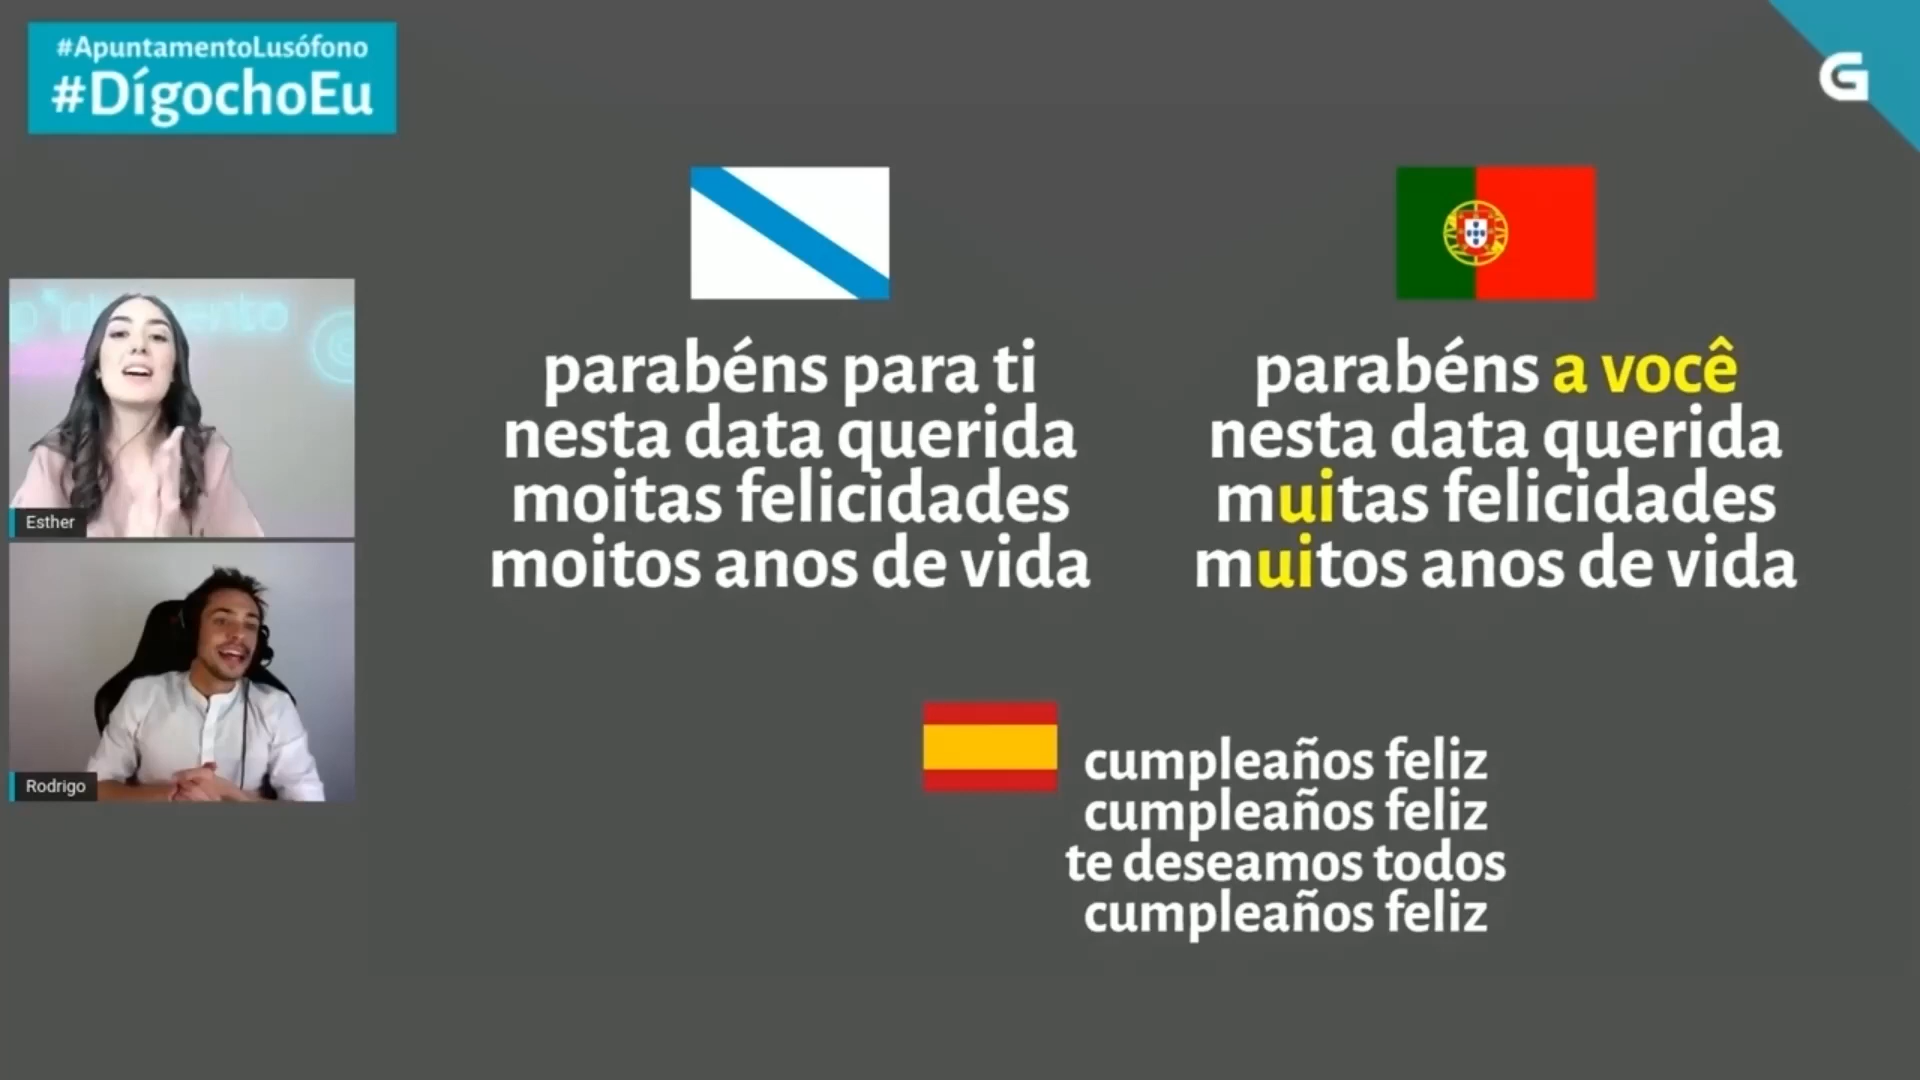 #ApuntamentoLusófono
#DígochoEu
G
Esther
Rodrigo
parabéns para ti
nesta data querida
moitas felicidades
moitos anos de vida
parabéns a você
nesta data querida
muitas felicidades
muitos anos de vida
cumpleaños feliz
cumpleaños feliz
te deseamos todos
cumpleaños feliz